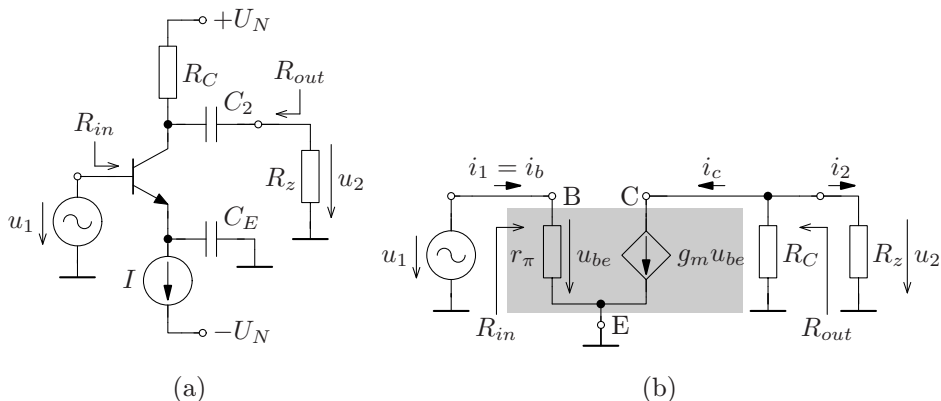 +U_N
R_C
C_2
R_out
R_in
R_z
u_2
u_1
C_E
I
−U_N
(a)
i_1 = i_b
B
C
i_c
i_2
u_1
r_π
u_be
g_m u_be
R_C
R_z
u_2
R_in
E
R_out
(b)